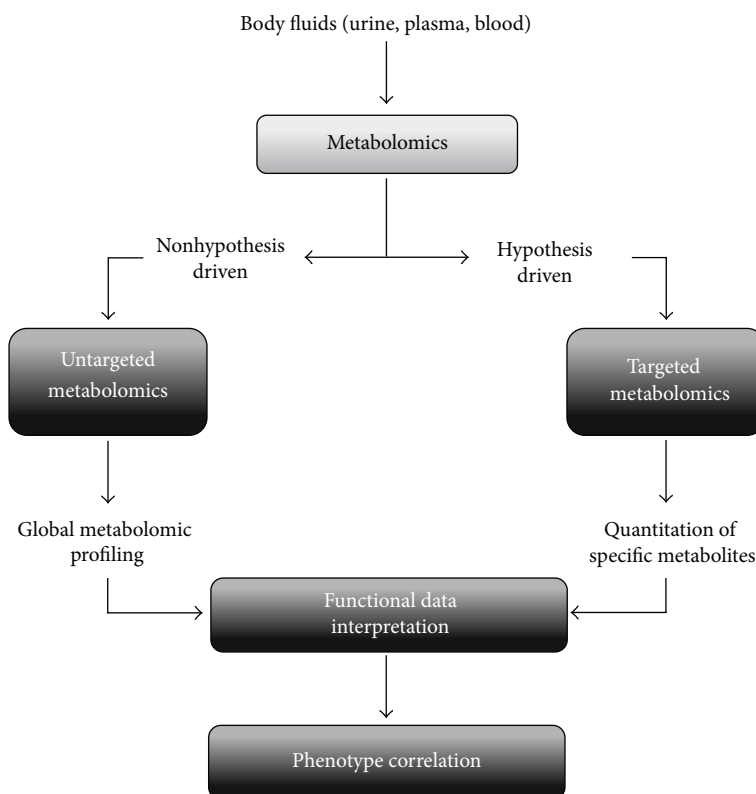 Body fluids (urine, plasma, blood)
Metabolomics
Nonhypothesis
driven
Hypothesis
driven
Untargeted
metabolomics
Targeted
metabolomics
Global metabolomic
profiling
Quantitation of
specific metabolites
Functional data
interpretation
Phenotype correlation